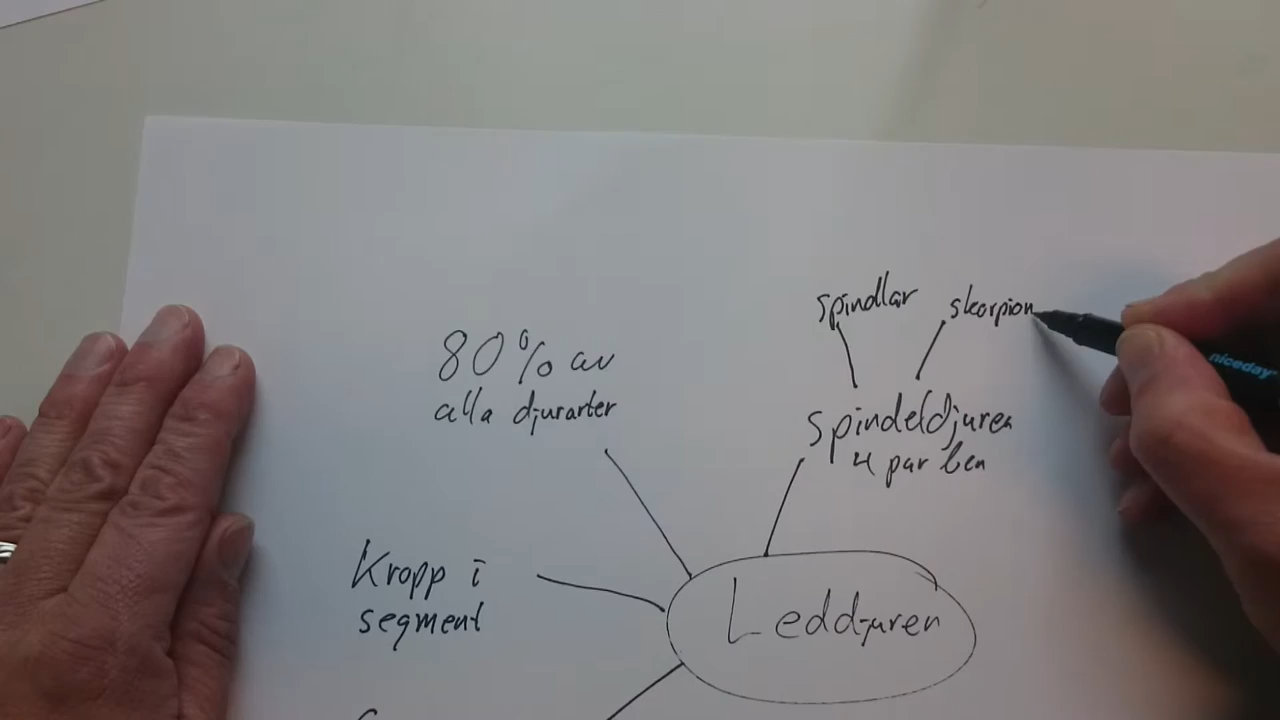 spindlar
skorpion
niceday
80% av
alla djurarter
Spindeldjuren
4 par ben
Kropp i
segment
Leddjuren